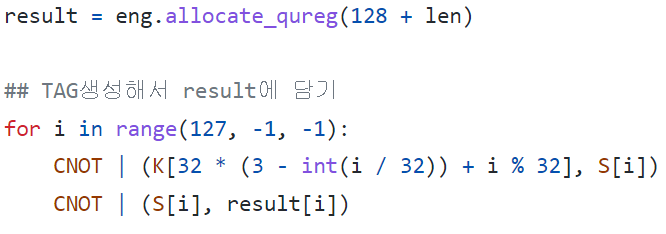 result = eng.allocate_qureg(128 + len)
## TAG생성해서 result에 담기
for i in range(127, -1, -1):
    CNOT | (K[32 * (3 - int(i / 32)) + i % 32], S[i])
    CNOT | (S[i], result[i])